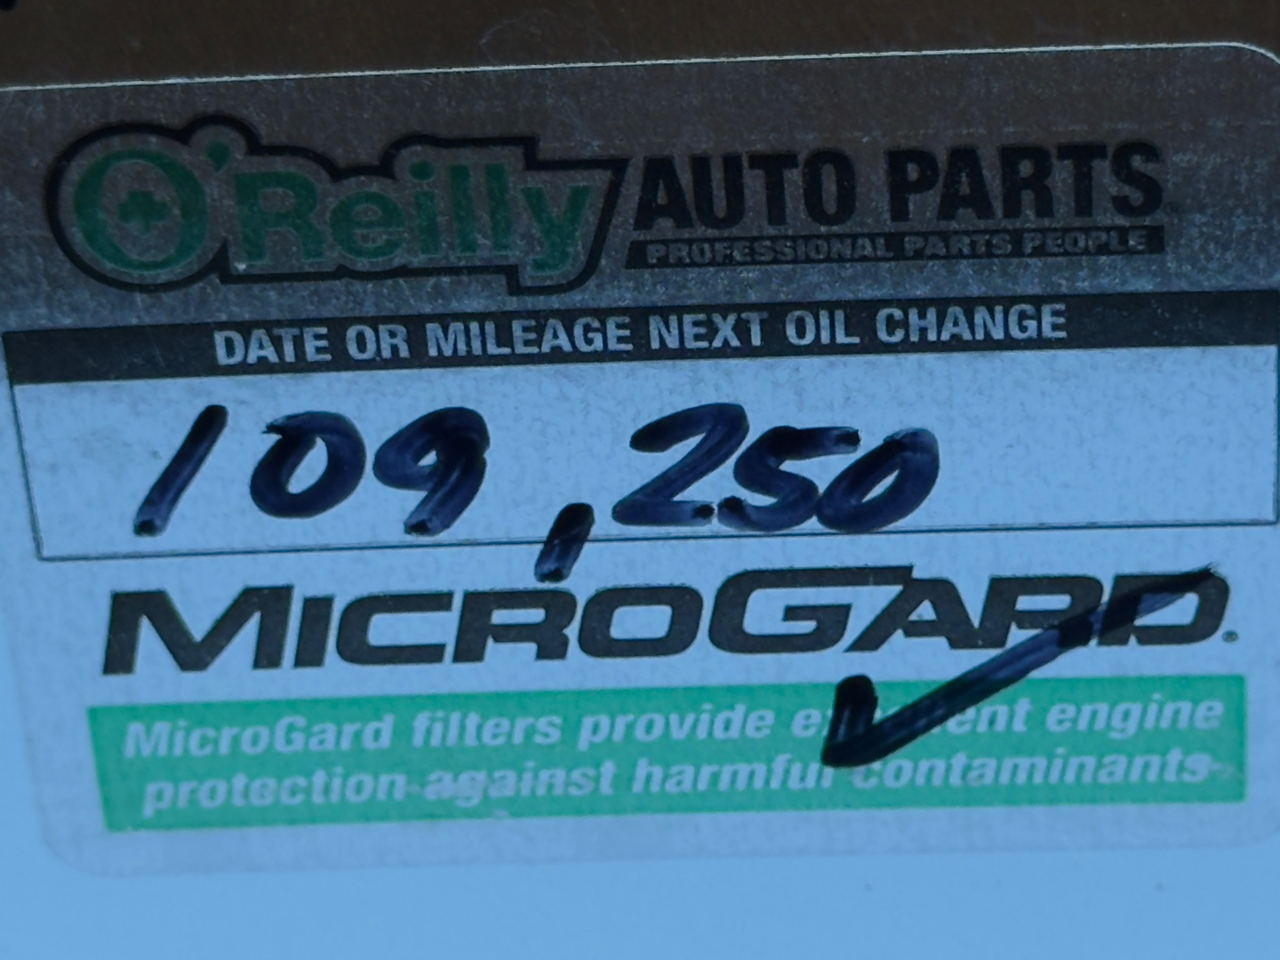 O'Reilly AUTO PARTS
PROFESSIONAL PARTS PEOPLE
DATE OR MILEAGE NEXT OIL CHANGE
109,250
MICROGARD.
MicroGard filters provide engine
protection against harmful contaminants